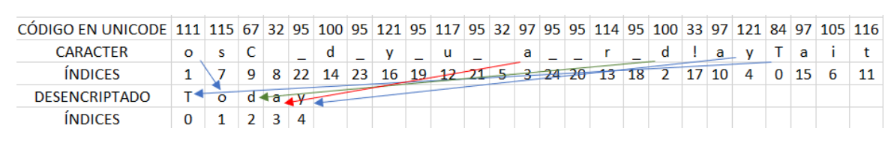 CÓDIGO EN UNICODE 111 115 67 32 95 100 95 121 95 117 95 32 97 95 95 114 95 100 33 97 121 84 97 105 116
CARACTER o s C _ d _ y _ u _ a _ _ r _ d ! a y T a i t
ÍNDICES 1 7 9 8 22 14 23 16 19 12 21 5 3 24 20 13 18 2 17 10 4 0 15 6 11
DESENCRIPTADO T o d a y
ÍNDICES 0 1 2 3 4